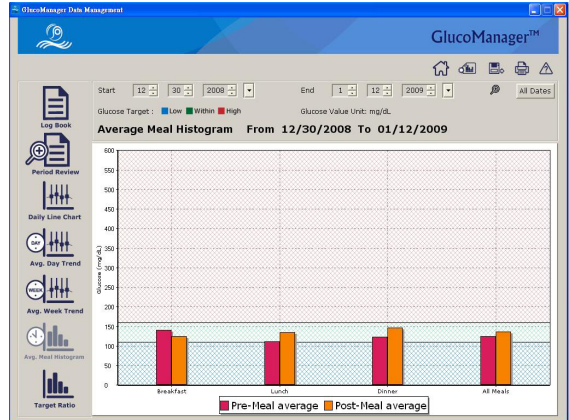 GlucoManager Data Management
GlucoManager™
Start 12 30 2008 End 1 12 2009 All Dates
Glucose Target : Low Within High Glucose Value Unit: mg/dL
Average Meal Histogram From 12/30/2008 To 01/12/2009
Log Book
Period Review
Daily Line Chart
DAY
Avg. Day Trend
WEEK
Avg. Week Trend
Avg. Meal Histogram
Target Ratio
Glucose (mg/dL)
600
550
500
450
400
350
300
250
200
150
100
50
0
Breakfast Lunch Dinner All Meals
Pre-Meal average Post-Meal average